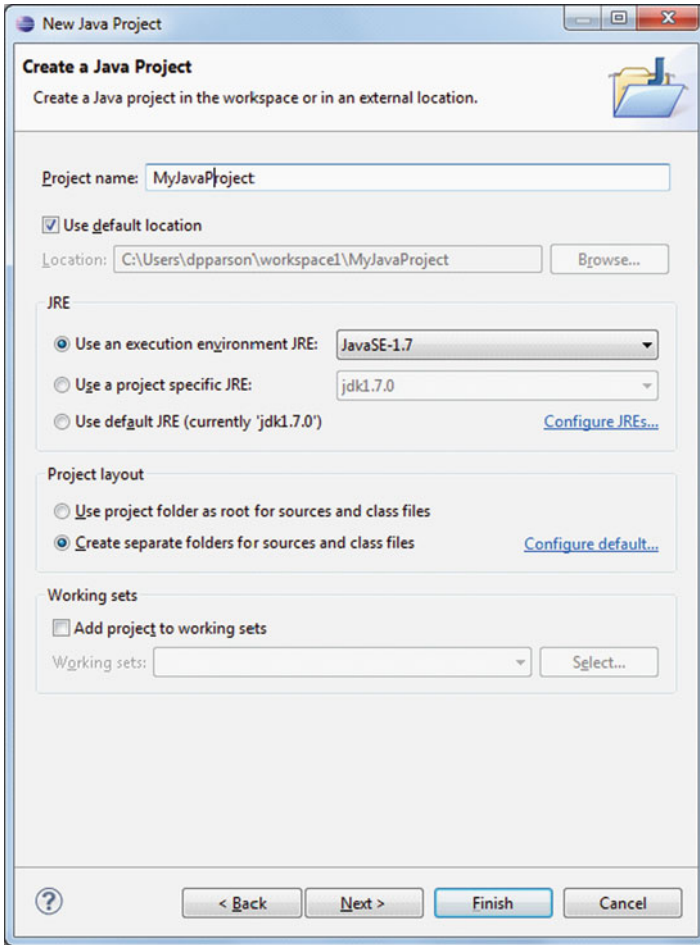 New Java Project
Create a Java Project
Create a Java project in the workspace or in an external location.
Project name: MyJavaProject
Use default location
Location: C:\Users\dpparson\workspace1\MyJavaProject Browse...
JRE
Use an execution environment JRE: JavaSE-1.7
Use a project specific JRE: jdk1.7.0
Use default JRE (currently 'jdk1.7.0') Configure JREs...
Project layout
Use project folder as root for sources and class files
Create separate folders for sources and class files Configure default...
Working sets
Add project to working sets
Working sets: Select...
? < Back Next > Finish Cancel